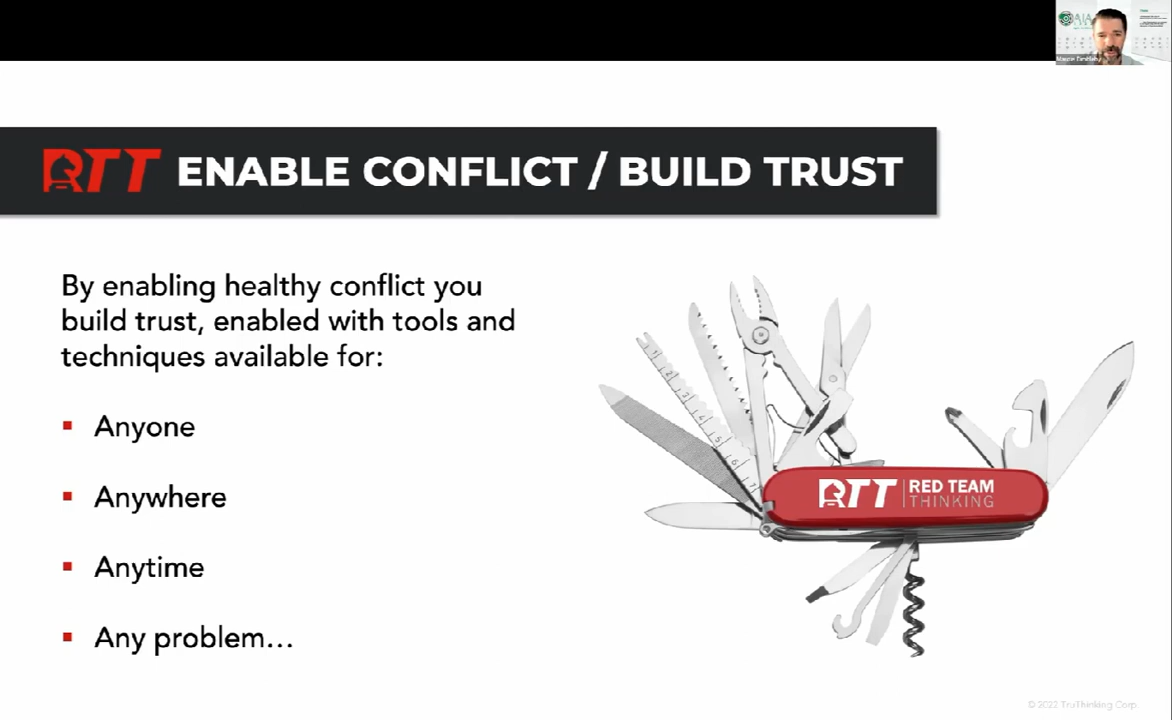 RTT ENABLE CONFLICT / BUILD TRUST
By enabling healthy conflict you
build trust, enabled with tools and
techniques available for:
▪ Anyone
▪ Anywhere
▪ Anytime
▪ Any problem...
RTT | RED TEAM
THINKING
© 2022 TruThinking Corp.